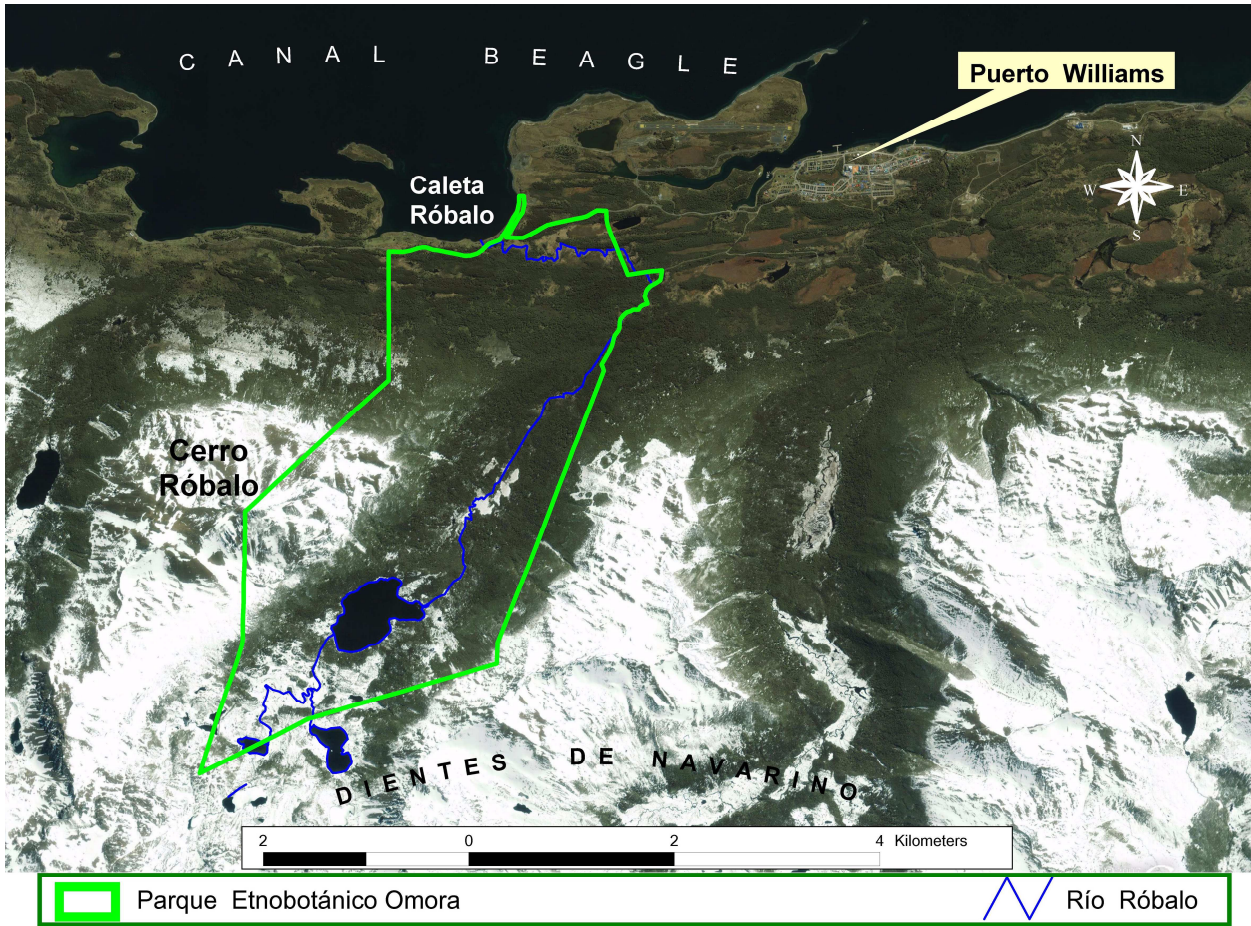 CANAL BEAGLE
Puerto Williams
N
W E
S
Caleta
Róbalo
Cerro
Róbalo
DIENTES DE NAVARINO
2 0 2 4 Kilometers
Parque Etnobotánico Omora
Río Róbalo